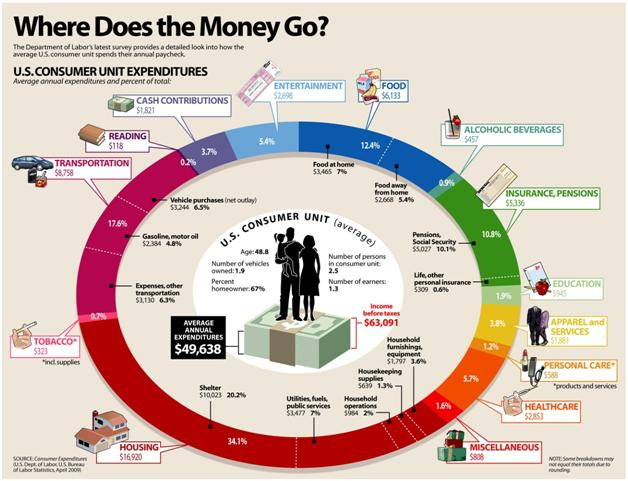 Where Does the Money Go?
The Department of Labor's latest survey provides a detailed look into how the
average U.S. consumer unit spends their annual paycheck.
U.S. CONSUMER UNIT EXPENDITURES
Average annual expenditures and percent of total:
ENTERTAINMENT
$2,698
5.4%
FOOD
$6,133
12.4%
Food at home
$3,465 7%
Food away
from home
$2,668 5.4%
ALCOHOLIC BEVERAGES
$457
0.9%
INSURANCE, PENSIONS
$5,336
10.8%
Pensions,
Social Security
$5,027 10.1%
Life, other
personal insurance
$309 0.6%
EDUCATION
$945
1.9%
APPAREL and
SERVICES
$1,881
3.8%
PERSONAL CARE*
$588
*products and services
1.2%
HEALTHCARE
$2,853
5.7%
MISCELLANEOUS
$808
1.6%
HOUSING
$16,920
34.1%
Household
furnishings,
equipment
$1,797 3.6%
Housekeeping
supplies
$639 1.3%
Household
operations
$984 2%
Utilities, fuels,
public services
$3,477 7%
Shelter
$10,023 20.2%
TOBACCO*
$323
*incl. supplies
0.7%
TRANSPORTATION
$8,758
17.6%
Vehicle purchases (net outlay)
$3,244 6.5%
Gasoline, motor oil
$2,384 4.8%
Expenses, other
transportation
$3,130 6.3%
READING
$118
0.2%
CASH CONTRIBUTIONS
$1,821
3.7%
U.S. CONSUMER UNIT (average)
Age: 48.8
Number of vehicles
owned: 1.9
Percent
homeowner: 67%
Number of persons
in consumer unit:
2.5
Number of earners:
1.3
Income
before taxes
$63,091
AVERAGE
ANNUAL
EXPENDITURES
$49,638
SOURCE: Consumer Expenditures
(U.S. Dept. of Labor, U.S. Bureau
of Labor Statistics, April 2009)
NOTE: Some breakdowns may
not equal their totals due to
rounding.